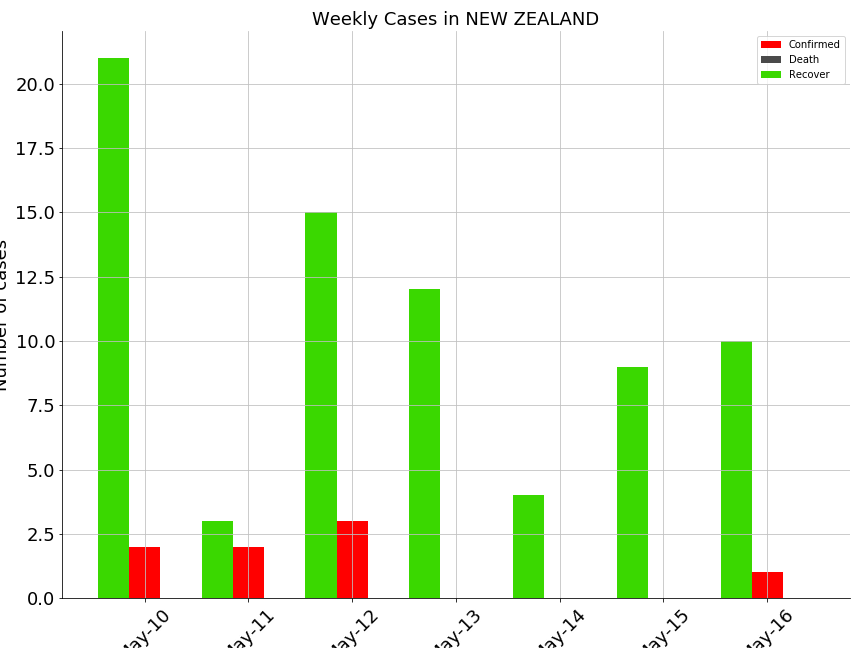 Weekly Cases in NEW ZEALAND
Confirmed
Death
Recover
20.0
17.5
15.0
12.5
10.0
7.5
5.0
2.5
0.0
Number of cases
May-10
May-11
May-12
May-13
May-14
May-15
May-16